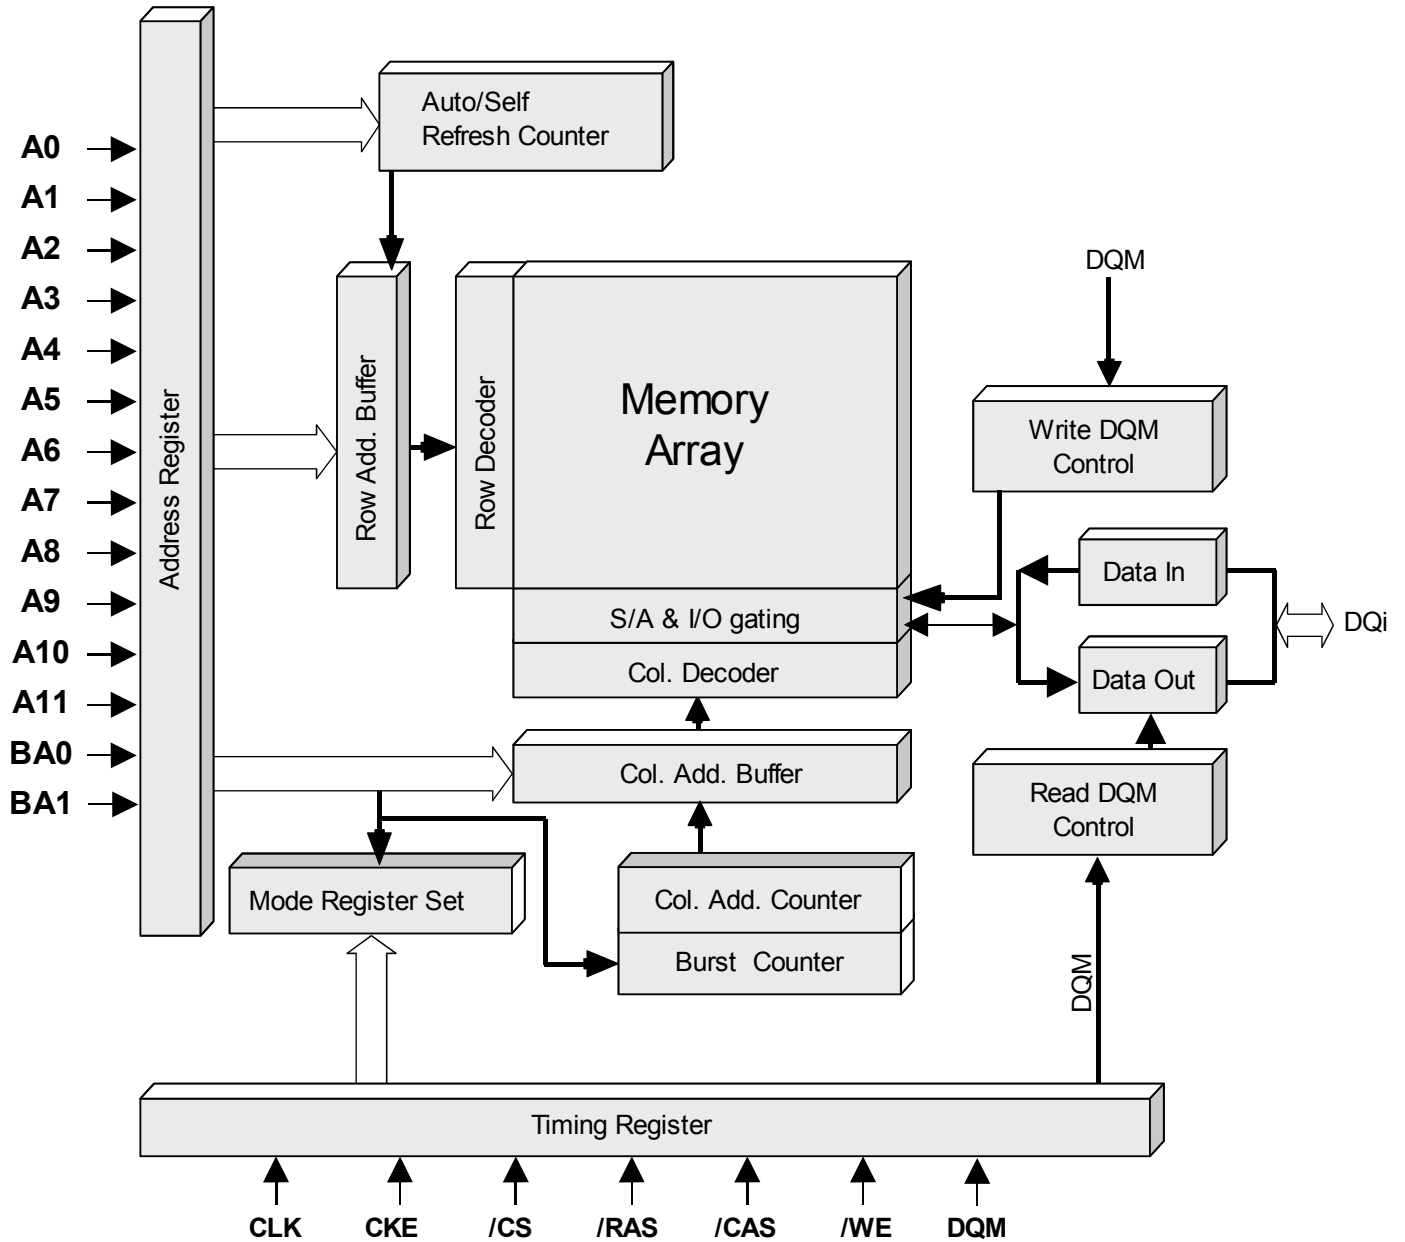 Auto/Self
Refresh Counter
A0
A1
A2
A3
A4
A5
A6
A7
A8
A9
A10
A11
BA0
BA1
Address Register
Row Add. Buffer
Row Decoder
Memory
Array
DQM
Write DQM
Control
S/A & I/O gating
Col. Decoder
Data In
DQi
Data Out
Col. Add. Buffer
Read DQM
Control
Mode Register Set
Col. Add. Counter
Burst Counter
DQM
Timing Register
CLK
CKE
/CS
/RAS
/CAS
/WE
DQM